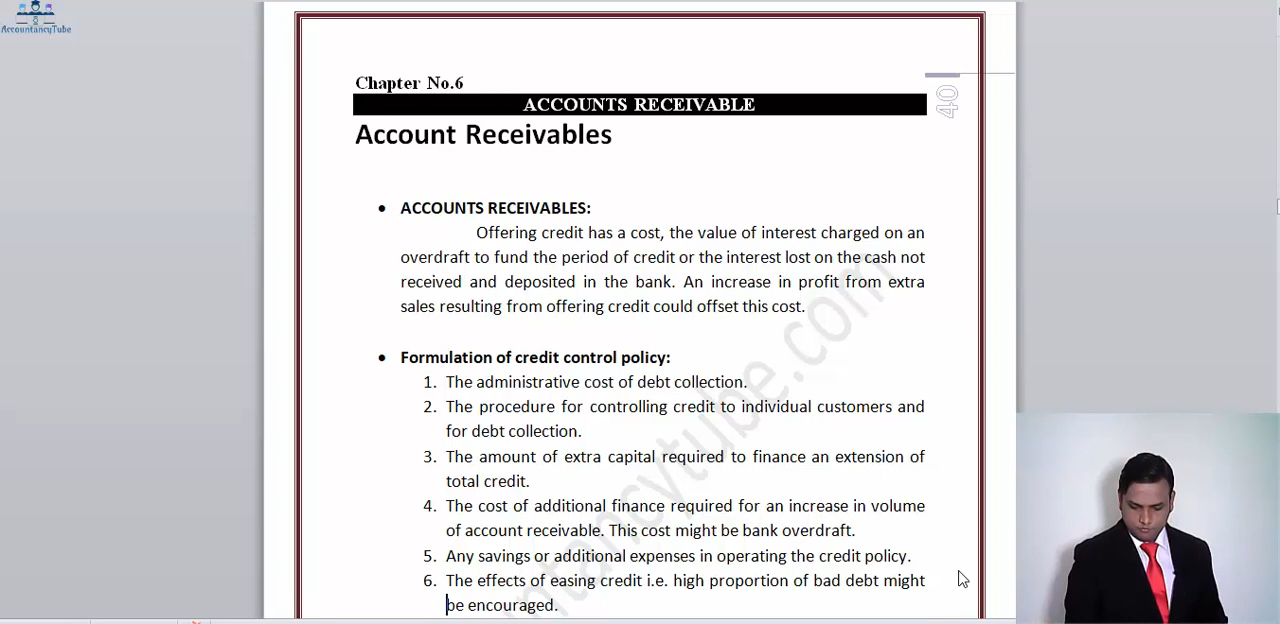 AccountancyTube
Chapter No.6
ACCOUNTS RECEIVABLE
40
Account Receivables
• ACCOUNTS RECEIVABLES:
Offering credit has a cost, the value of interest charged on an
overdraft to fund the period of credit or the interest lost on the cash not
received and deposited in the bank. An increase in profit from extra
sales resulting from offering credit could offset this cost.
• Formulation of credit control policy:
1. The administrative cost of debt collection.
2. The procedure for controlling credit to individual customers and
for debt collection.
3. The amount of extra capital required to finance an extension of
total credit.
4. The cost of additional finance required for an increase in volume
of account receivable. This cost might be bank overdraft.
5. Any savings or additional expenses in operating the credit policy.
6. The effects of easing credit i.e. high proportion of bad debt might
be encouraged.
untancytube.com